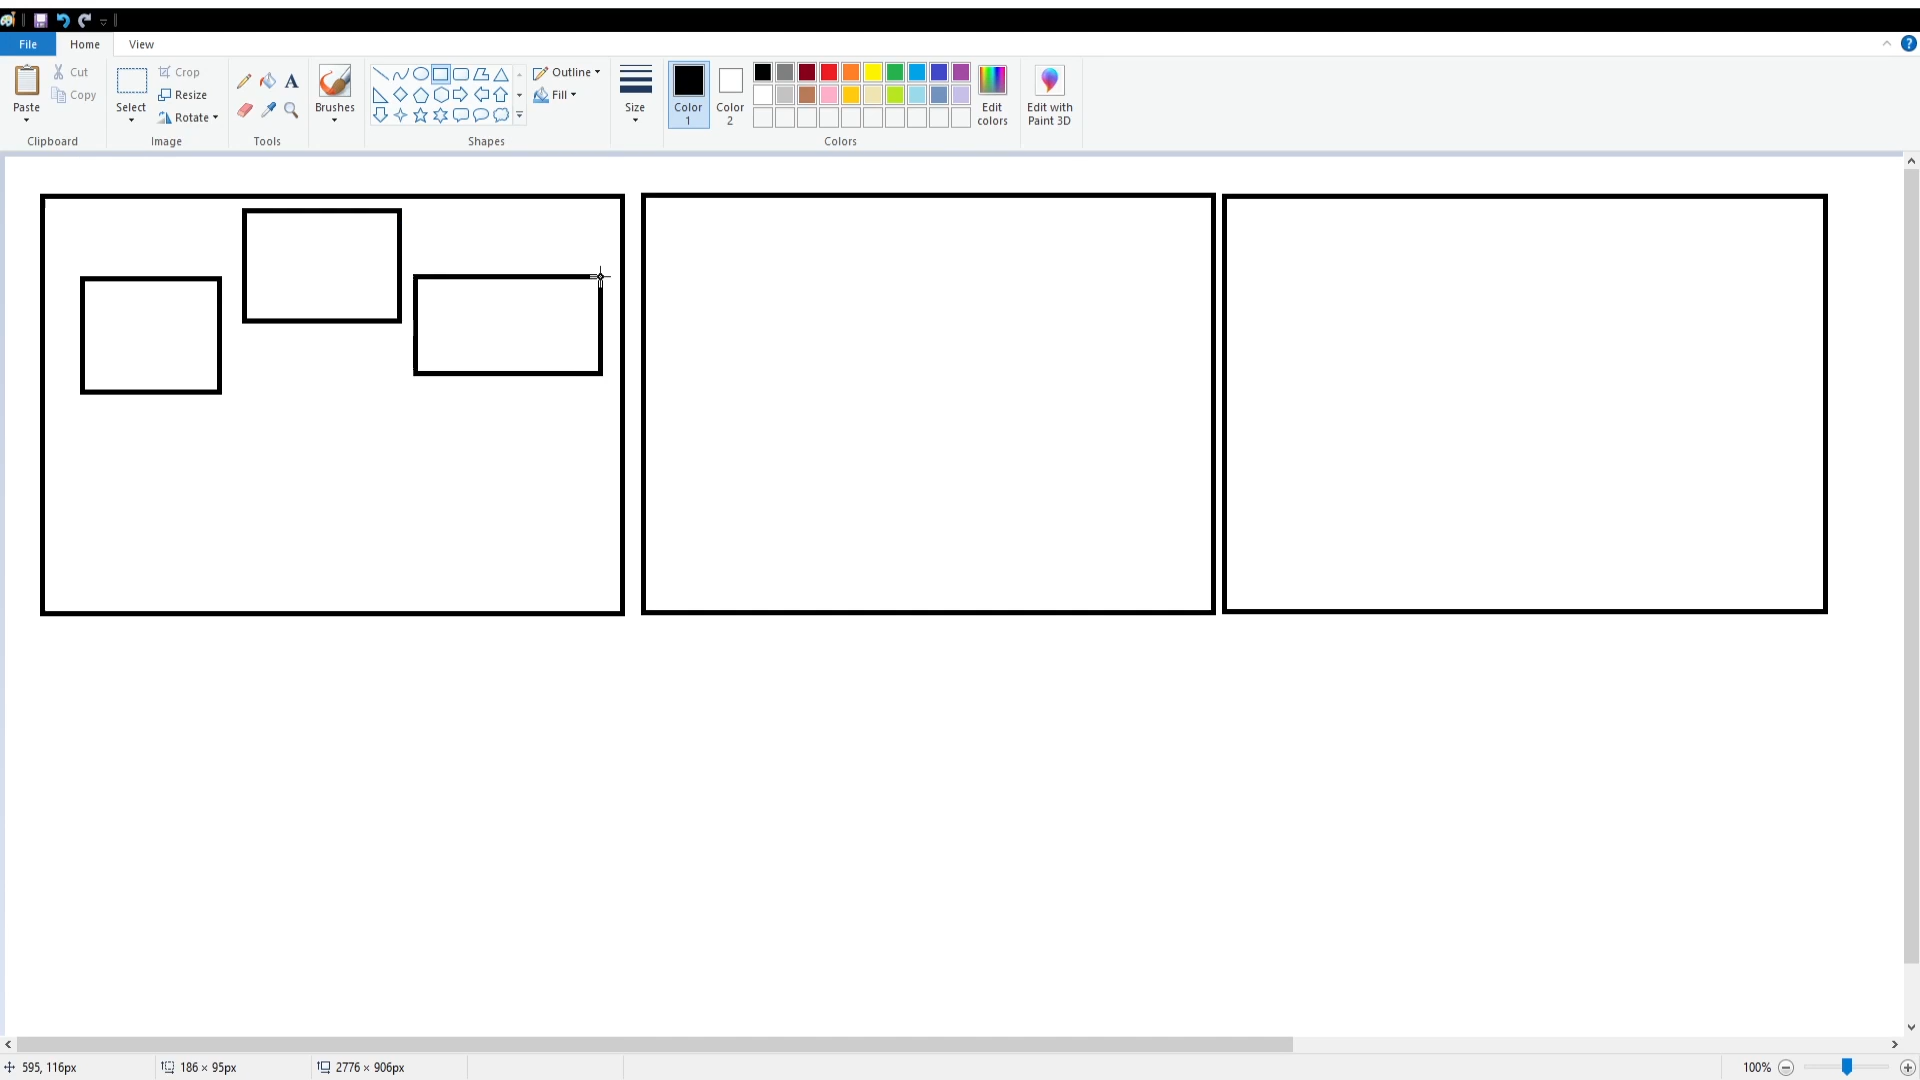 File Home View
Cut Crop Outline
Copy Resize Fill
Paste Select Rotate Brushes Size Color 1 Color 2 Edit colors Edit with Paint 3D
Clipboard Image Tools Shapes Colors
595, 116px 186 × 95px 2776 × 906px 100%